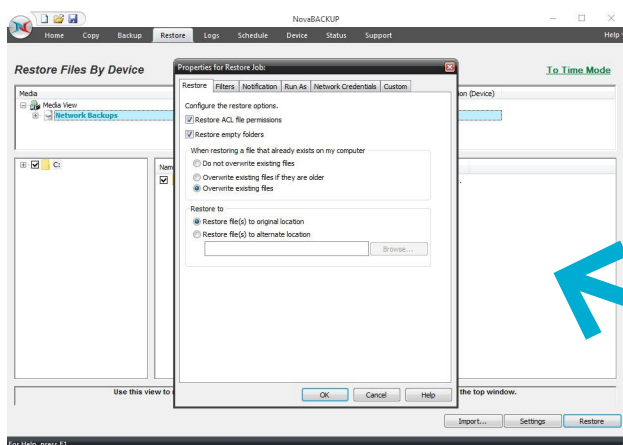 NovaBACKUP
Home Copy Backup Restore Logs Schedule Device Status Support Help
Restore Files By Device
To Time Mode
Properties for Restore Job:
Restore Filters Notification Run As Network Credentials Custom
Media
(Device)
Media View
Network Backups
Configure the restore options.
Restore ACL file permissions
Restore empty folders
When restoring a file that already exists on my computer
Do not overwrite existing files
Overwrite existing files if they are older
Overwrite existing files
C:
Restore to
Restore file(s) to original location
Restore file(s) to alternate location
Browse...
Use this view to
the top window.
OK Cancel Help
Import... Settings Restore
For Help, press F1